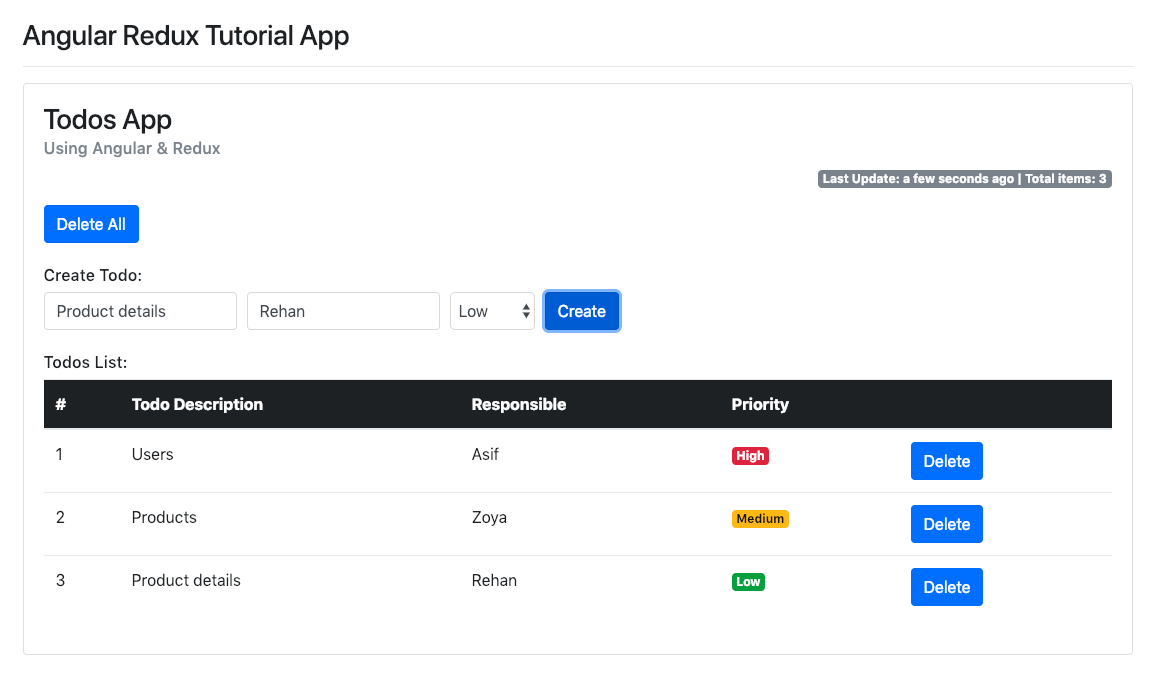 Angular Redux Tutorial App
Todos App
Using Angular & Redux
Last Update: a few seconds ago | Total items: 3
Delete All
Create Todo:
Product details Rehan Low Create
Todos List:
# Todo Description Responsible Priority
1 Users Asif High Delete
2 Products Zoya Medium Delete
3 Product details Rehan Low Delete